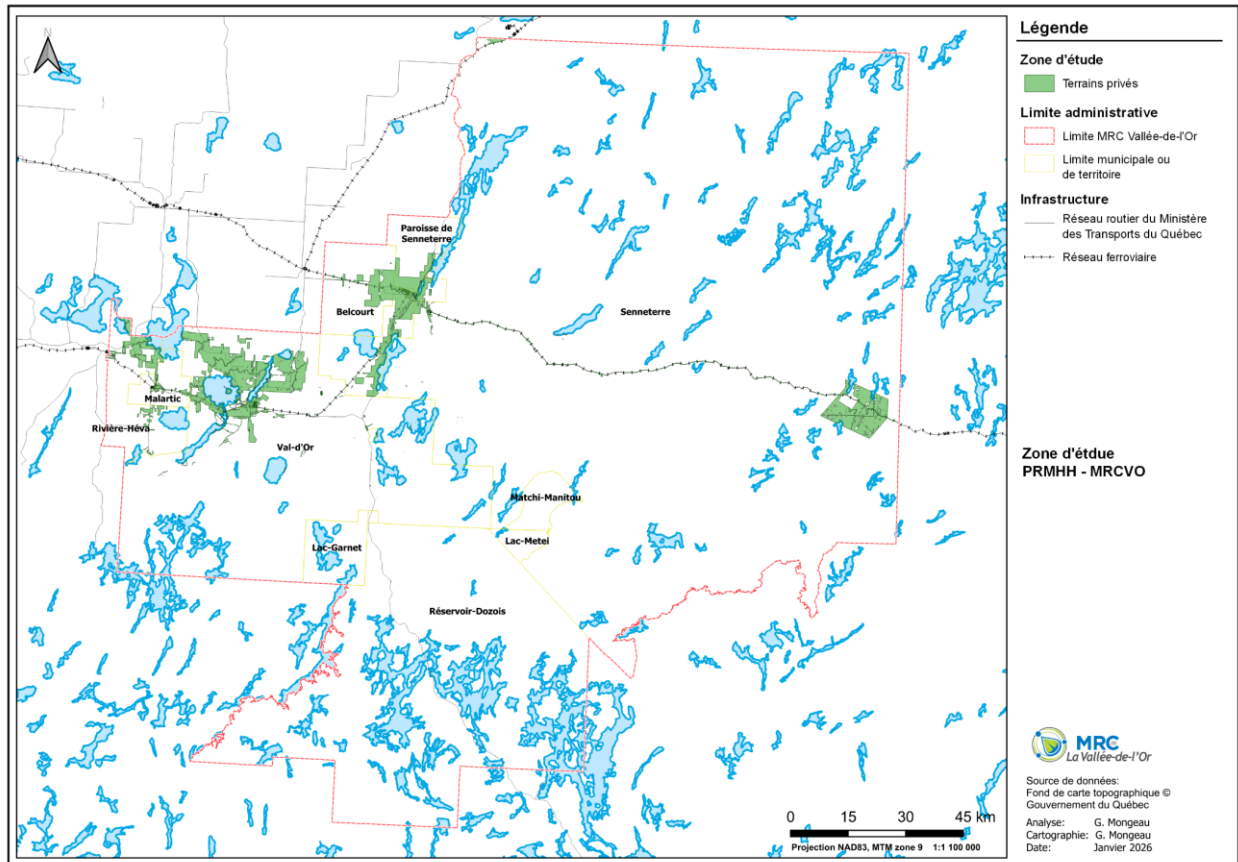 N
Paroisse de
Senneterre
Belcourt
Senneterre
Malartic
Rivière-Héva
Val-d'Or
Matchi-Manitou
Lac-Metei
Lac-Garnet
Réservoir-Dozois
0 15 30 45 km
Projection NAD83, MTM zone 9 1:1 100 000
Légende
Zone d'étude
Terrains privés
Limite administrative
Limite MRC Vallée-de-l'Or
Limite municipale ou
de territoire
Infrastructure
Réseau routier du Ministère
des Transports du Québec
Réseau ferroviaire
Zone d'étdue
PRMHH - MRCVO
MRC
La Vallée-de-l'Or
Source de données:
Fond de carte topographique ©
Gouvernement du Québec
Analyse: G. Mongeau
Cartographie: G. Mongeau
Date: Janvier 2026